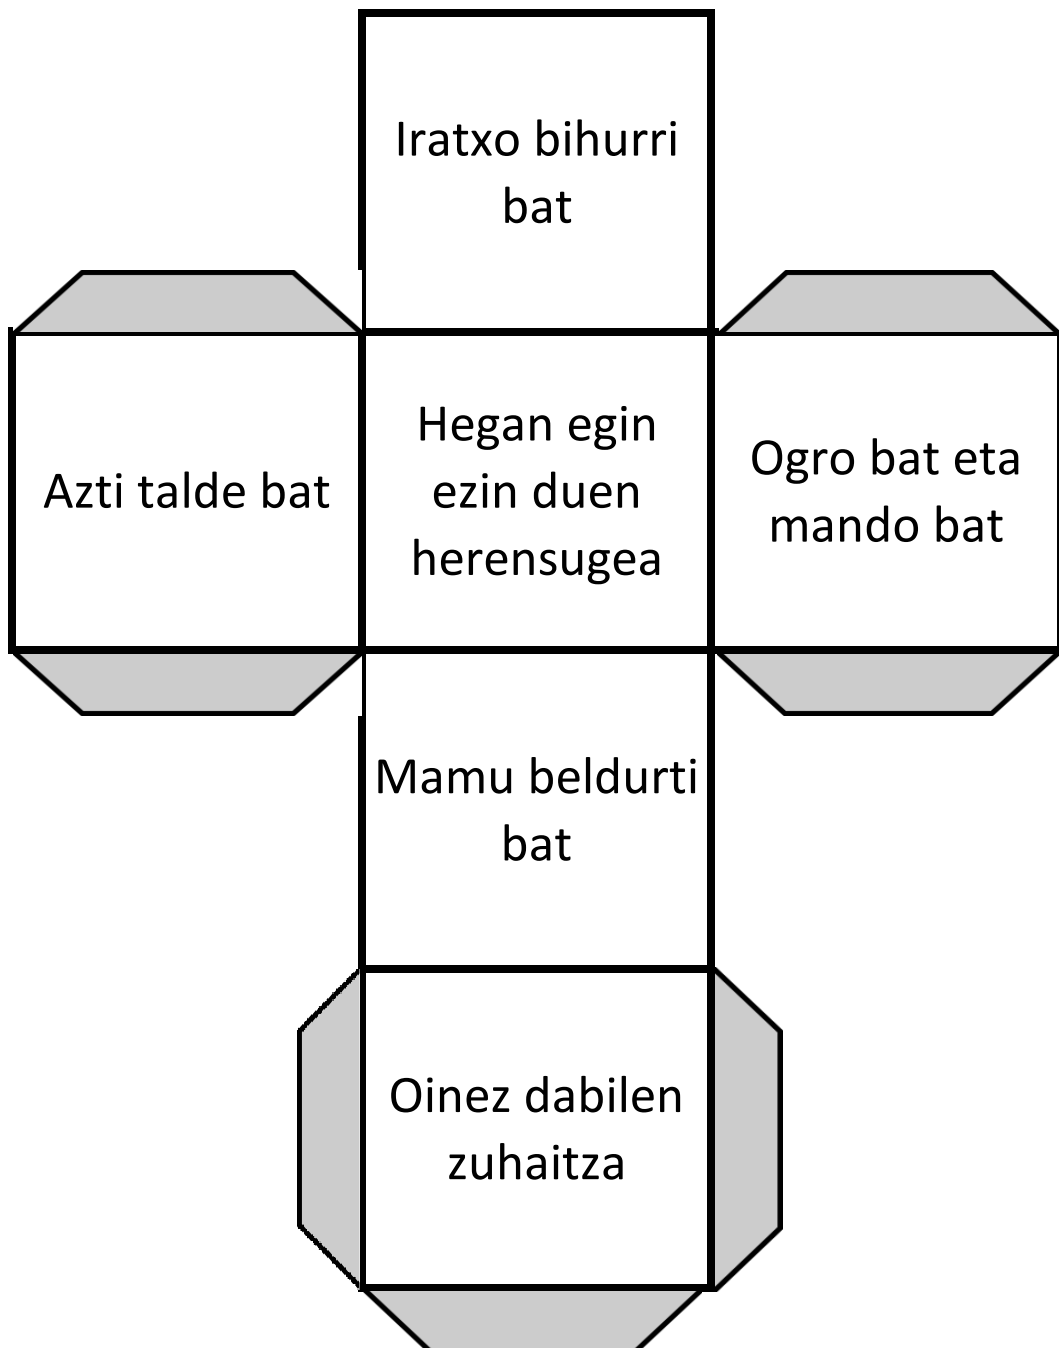 Iratxo bihurri
bat
Azti talde bat
Hegan egin
ezin duen
herensugea
Ogro bat eta
mando bat
Mamu beldurti
bat
Oinez dabilen
zuhaitza